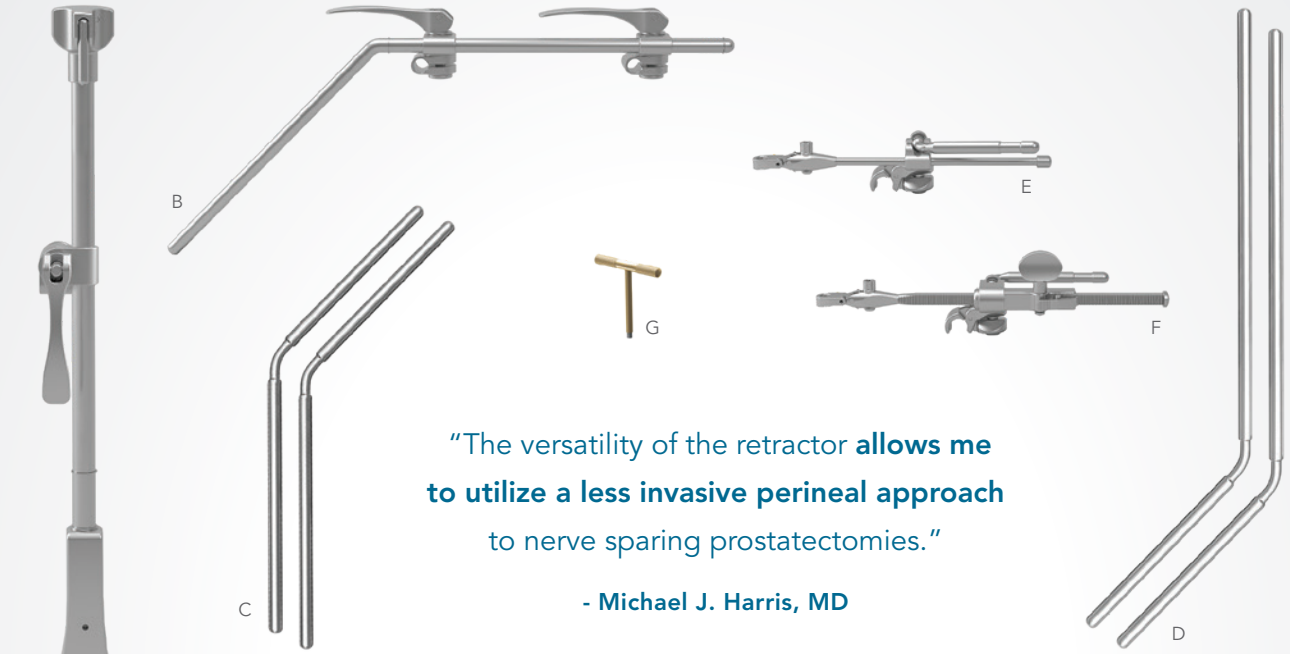 B
E
G
F
“The versatility of the retractor allows me
to utilize a less invasive perineal approach
to nerve sparing prostatectomies.”
- Michael J. Harris, MD
C
D